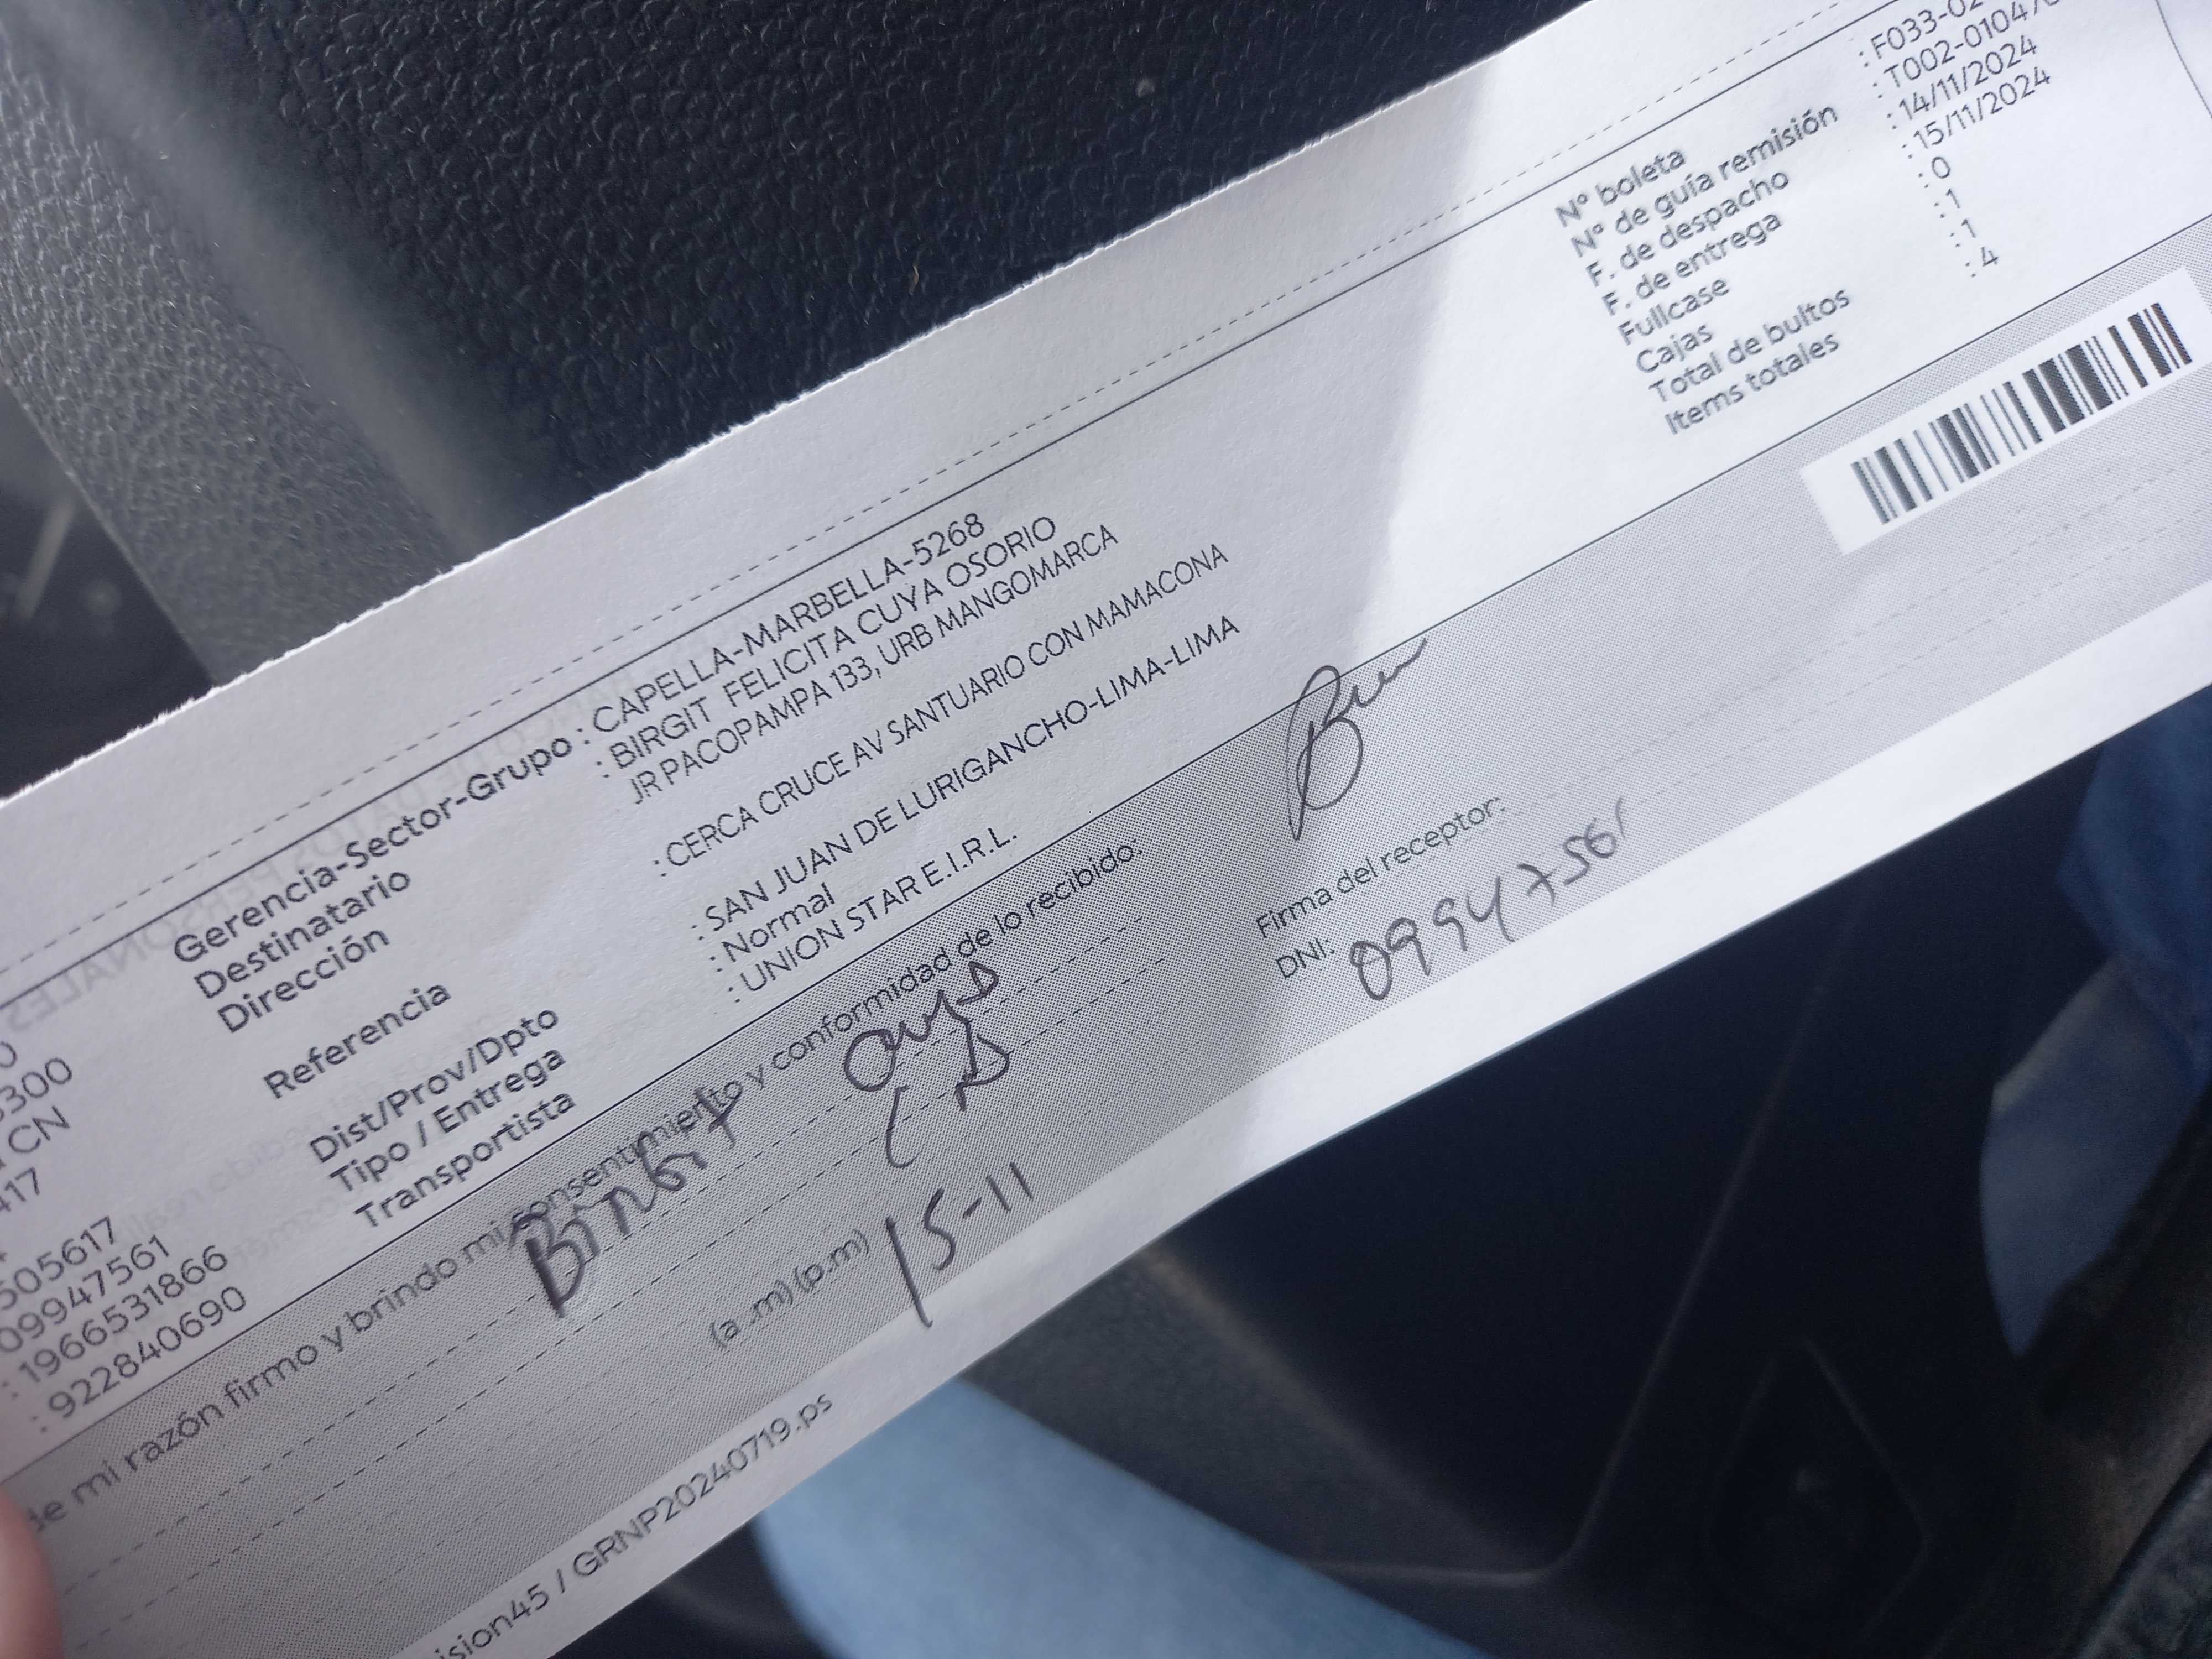 300
CN
417
505617
09947561
: 1966531866
: 922840690
Gerencia-Sector-Grupo : CAPELLA-MARBELLA-5268
Destinatario : BIRGIT FELICITA CUYA OSORIO
Dirección JR PACOPAMPA 133, URB MANGOMARCA
Referencia : CERCA CRUCE AV SANTUARIO CON MAMACONA
Dist/Prov/Dpto : SAN JUAN DE LURIGANCHO-LIMA-LIMA
Tipo / Entrega : Normal
Transportista : UNION STAR E.I.R.L.
Nº boleta : F033-02
Nº de guía remisión : T002-0104
F. de despacho : 14/11/2024
F. de entrega : 15/11/2024
Fullcase : 0
Cajas : 1
Total de bultos : 1
Items totales : 4
de mi razón firmo y brindo mi consentimiento y conformidad de lo recibido:
Firma del receptor:
DNI: 09947561
(a .m) (p.m) 15-11
ision45 / GRNP20240719.ps